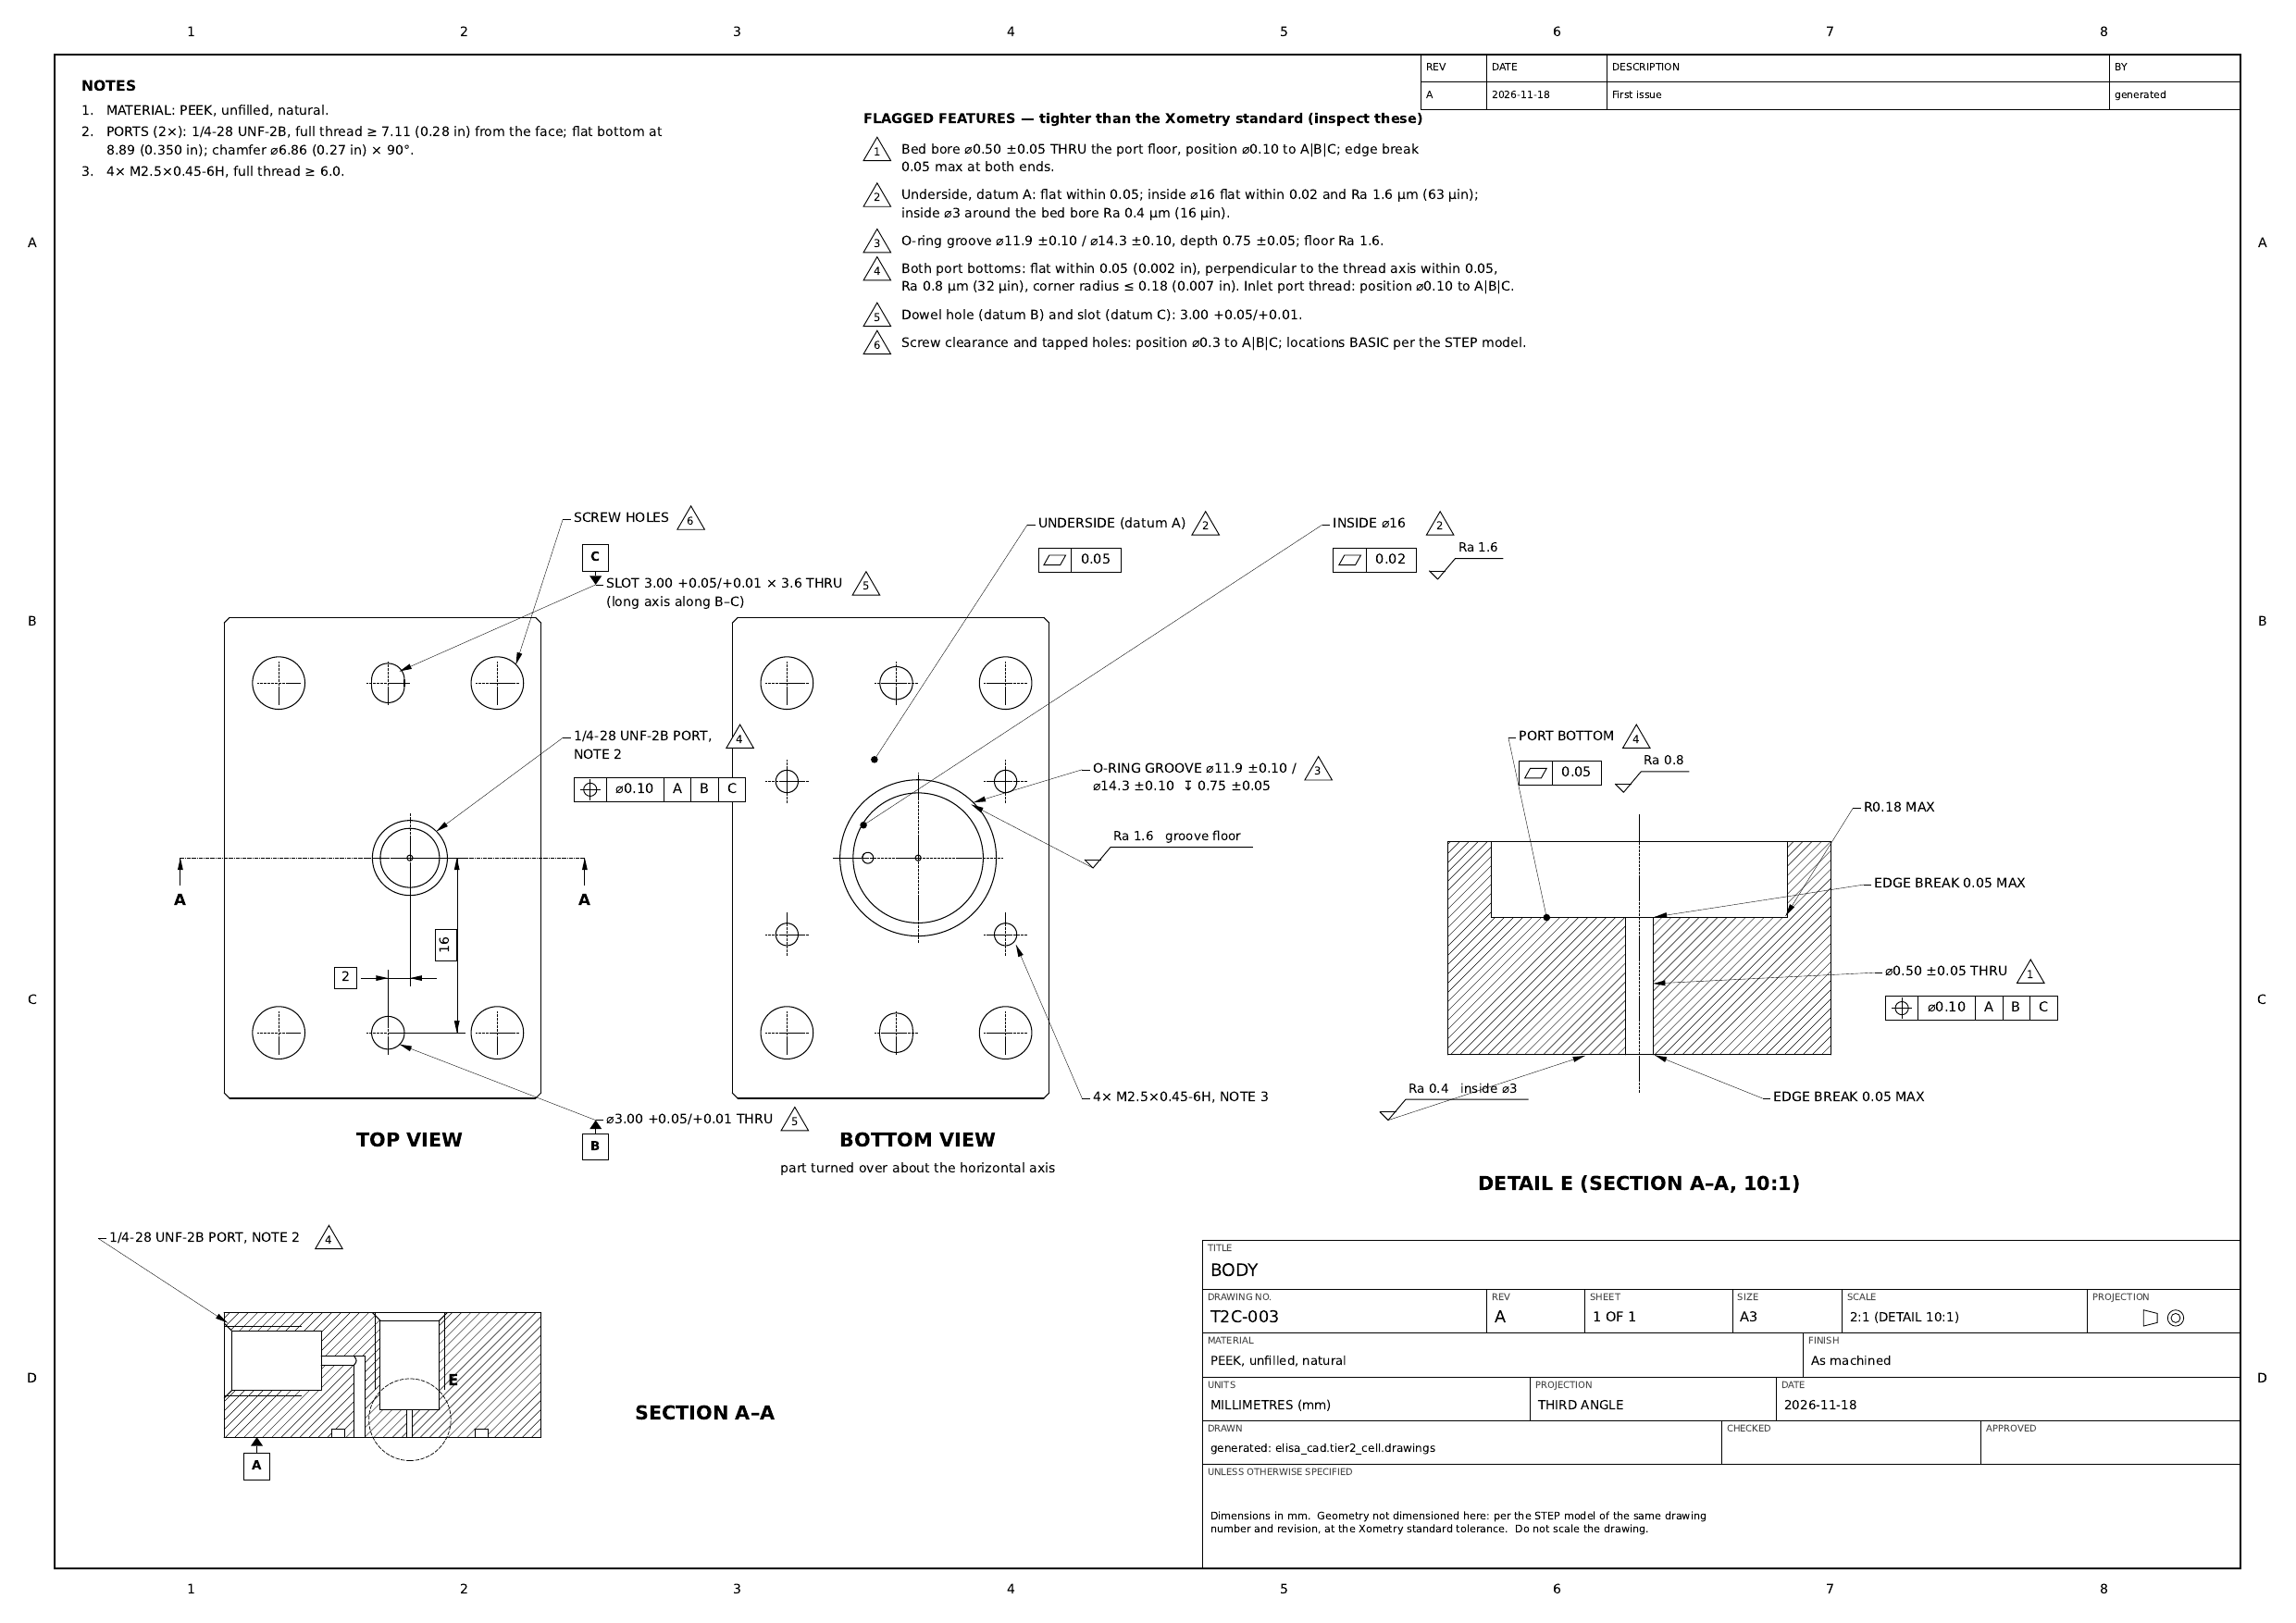 1 2 3 4 5 6 7 8
REV DATE DESCRIPTION BY
A 2026-11-18 First issue generated
NOTES
1. MATERIAL: PEEK, unfilled, natural.
2. PORTS (2×): 1/4-28 UNF-2B, full thread ≥ 7.11 (0.28 in) from the face; flat bottom at
8.89 (0.350 in); chamfer ⌀6.86 (0.27 in) × 90°.
3. 4× M2.5×0.45-6H, full thread ≥ 6.0.
FLAGGED FEATURES — tighter than the Xometry standard (inspect these)
1 Bed bore ⌀0.50 ±0.05 THRU the port floor, position ⌀0.10 to A|B|C; edge break
0.05 max at both ends.
2 Underside, datum A: flat within 0.05; inside ⌀16 flat within 0.02 and Ra 1.6 µm (63 µin);
inside ⌀3 around the bed bore Ra 0.4 µm (16 µin).
3 O-ring groove ⌀11.9 ±0.10 / ⌀14.3 ±0.10, depth 0.75 ±0.05; floor Ra 1.6.
4 Both port bottoms: flat within 0.05 (0.002 in), perpendicular to the thread axis within 0.05,
Ra 0.8 µm (32 µin), corner radius ≤ 0.18 (0.007 in). Inlet port thread: position ⌀0.10 to A|B|C.
5 Dowel hole (datum B) and slot (datum C): 3.00 +0.05/+0.01.
6 Screw clearance and tapped holes: position ⌀0.3 to A|B|C; locations BASIC per the STEP model.
A A
B B
C C
D D
SCREW HOLES 6
C
SLOT 3.00 +0.05/+0.01 × 3.6 THRU 5
(long axis along B–C)
1/4-28 UNF-2B PORT, 4
NOTE 2
⌀0.10 A B C
A A
16
2
⌀3.00 +0.05/+0.01 THRU 5
B
TOP VIEW
UNDERSIDE (datum A) 2
0.05
INSIDE ⌀16 2
0.02 Ra 1.6
O-RING GROOVE ⌀11.9 ±0.10 / 3
⌀14.3 ±0.10 ↧ 0.75 ±0.05
Ra 1.6 groove floor
4× M2.5×0.45-6H, NOTE 3
BOTTOM VIEW
part turned over about the horizontal axis
PORT BOTTOM 4
0.05 Ra 0.8
R0.18 MAX
EDGE BREAK 0.05 MAX
⌀0.50 ±0.05 THRU 1
⌀0.10 A B C
Ra 0.4 inside ⌀3
EDGE BREAK 0.05 MAX
DETAIL E (SECTION A–A, 10:1)
1/4-28 UNF-2B PORT, NOTE 2 4
E
A
SECTION A–A
TITLE
BODY
DRAWING NO. REV SHEET SIZE SCALE PROJECTION
T2C-003 A 1 OF 1 A3 2:1 (DETAIL 10:1)
MATERIAL FINISH
PEEK, unfilled, natural As machined
UNITS PROJECTION DATE
MILLIMETRES (mm) THIRD ANGLE 2026-11-18
DRAWN CHECKED APPROVED
generated: elisa_cad.tier2_cell.drawings
UNLESS OTHERWISE SPECIFIED
Dimensions in mm. Geometry not dimensioned here: per the STEP model of the same drawing
number and revision, at the Xometry standard tolerance. Do not scale the drawing.
1 2 3 4 5 6 7 8